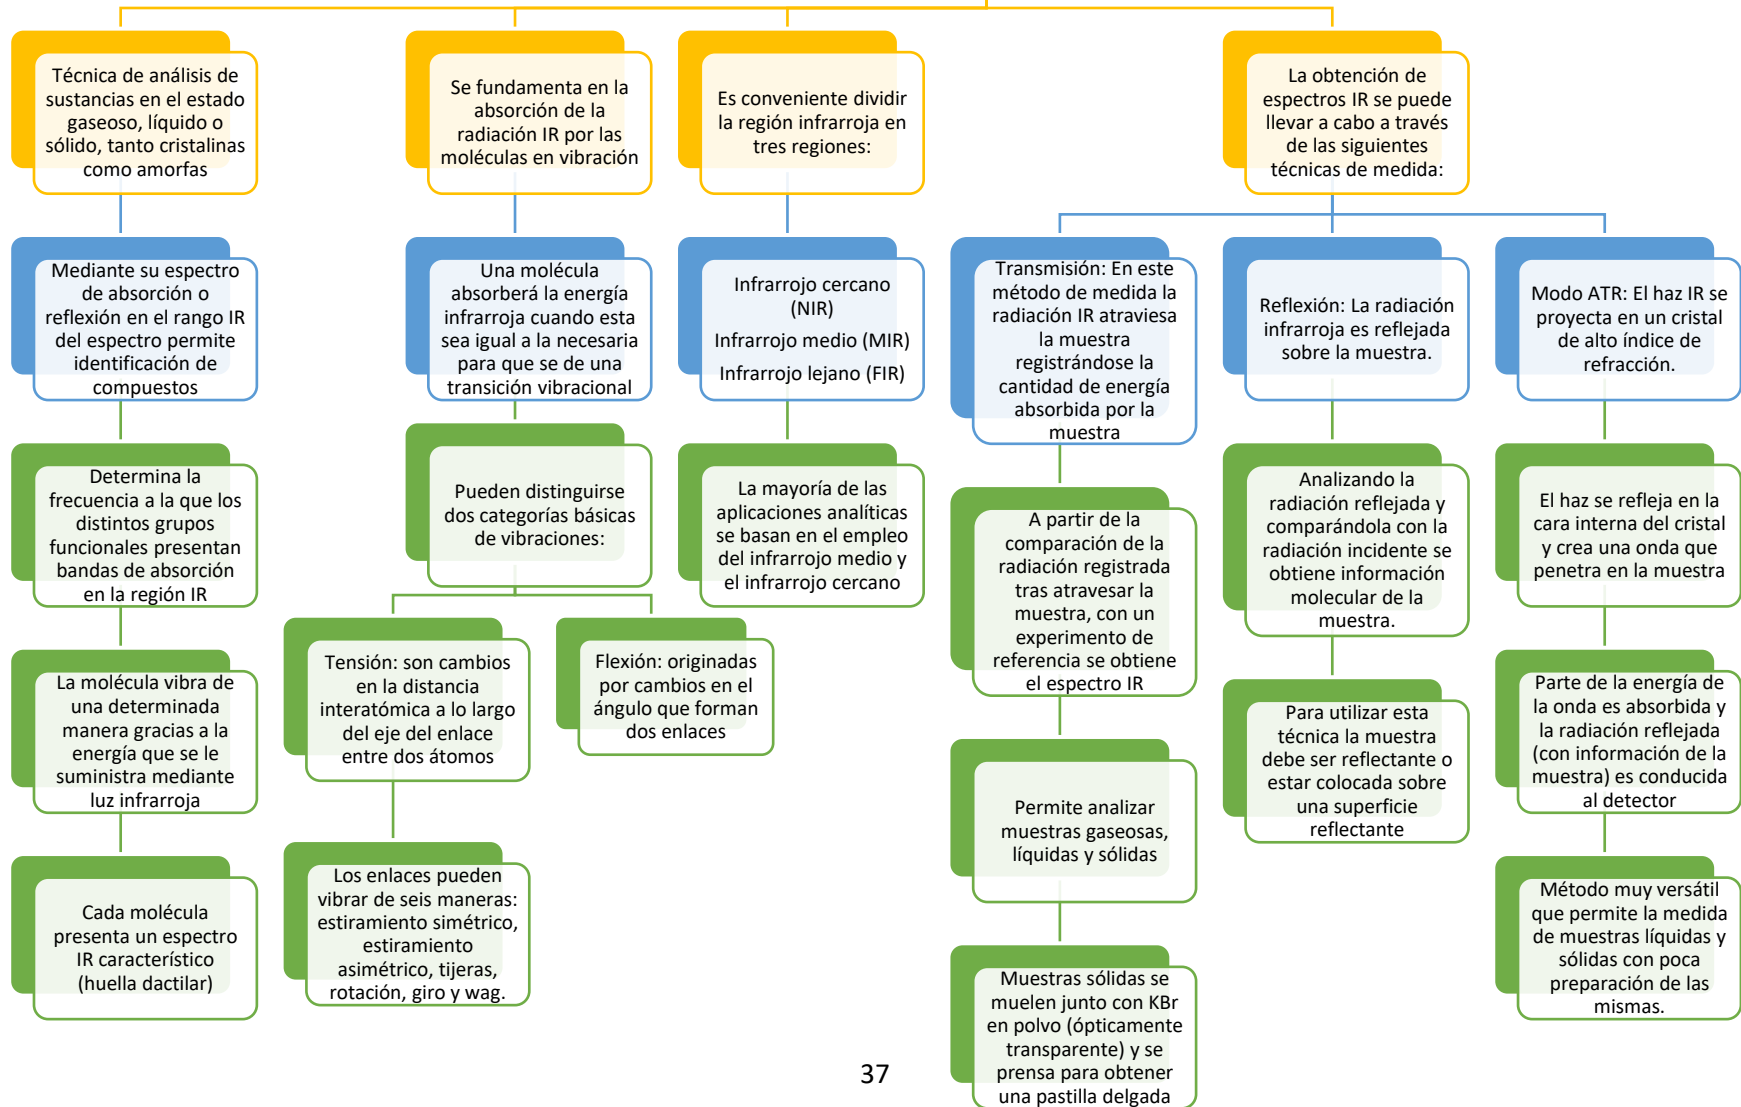 Técnica de análisis de
sustancias en el estado
gaseoso, líquido o
sólido, tanto cristalinas
como amorfas
Mediante su espectro
de absorción o
reflexión en el rango IR
del espectro permite
identificación de
compuestos
Determina la
frecuencia a la que los
distintos grupos
funcionales presentan
bandas de absorción
en la región IR
La molécula vibra de
una determinada
manera gracias a la
energía que se le
suministra mediante
luz infrarroja
Cada molécula
presenta un espectro
IR característico
(huella dactilar)
Se fundamenta en la
absorción de la
radiación IR por las
moléculas en vibración
Una molécula
absorberá la energía
infrarroja cuando esta
sea igual a la necesaria
para que se de una
transición vibracional
Pueden distinguirse
dos categorías básicas
de vibraciones:
Tensión: son cambios
en la distancia
interatómica a lo largo
del eje del enlace
entre dos átomos
Los enlaces pueden
vibrar de seis maneras:
estiramiento simétrico,
estiramiento
asimétrico, tijeras,
rotación, giro y wag.
Flexión: originadas
por cambios en el
ángulo que forman
dos enlaces
Es conveniente dividir
la región infrarroja en
tres regiones:
Infrarrojo cercano
(NIR)
Infrarrojo medio (MIR)
Infrarrojo lejano (FIR)
La mayoría de las
aplicaciones analíticas
se basan en el empleo
del infrarrojo medio y
el infrarrojo cercano
La obtención de
espectros IR se puede
llevar a cabo a través
de las siguientes
técnicas de medida:
Transmisión: En este
método de medida la
radiación IR atraviesa
la muestra
registrándose la
cantidad de energía
absorbida por la
muestra
A partir de la
comparación de la
radiación registrada
tras atravesar la
muestra, con un
experimento de
referencia se obtiene
el espectro IR
Permite analizar
muestras gaseosas,
líquidas y sólidas
Muestras sólidas se
muelen junto con KBr
en polvo (ópticamente
transparente) y se
prensa para obtener
una pastilla delgada
Reflexión: La radiación
infrarroja es reflejada
sobre la muestra.
Analizando la
radiación reflejada y
comparándola con la
radiación incidente se
obtiene información
molecular de la
muestra.
Para utilizar esta
técnica la muestra
debe ser reflectante o
estar colocada sobre
una superficie
reflectante
Modo ATR: El haz IR se
proyecta en un cristal
de alto índice de
refracción.
El haz se refleja en la
cara interna del cristal
y crea una onda que
penetra en la muestra
Parte de la energía de
la onda es absorbida y
la radiación reflejada
(con información de la
muestra) es conducida
al detector
Método muy versátil
que permite la medida
de muestras líquidas y
sólidas con poca
preparación de las
mismas.
37